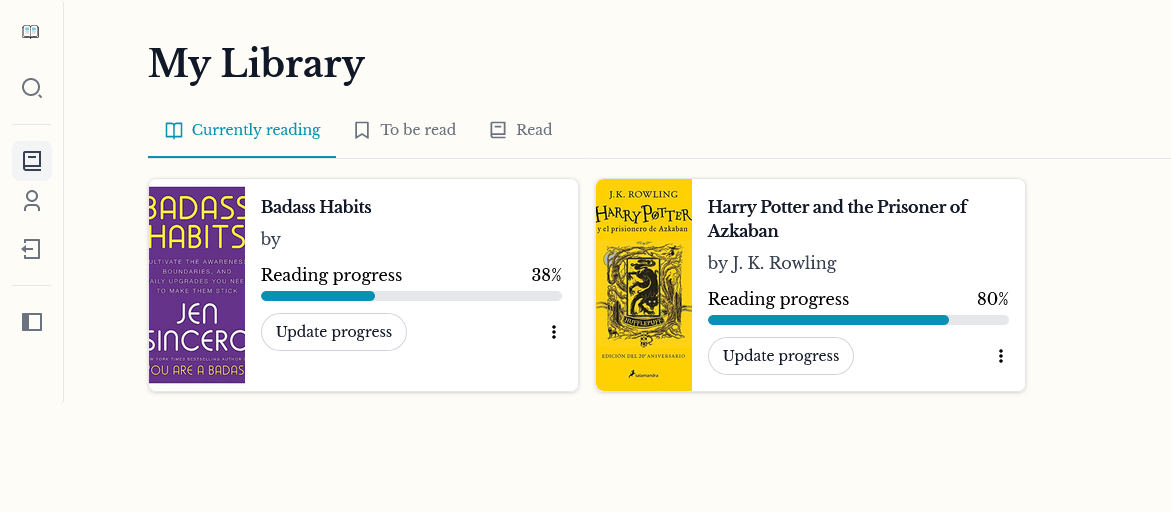 My Library
Currently reading
To be read
Read
BADASS
HABITS
ULTIVATE THE AWARENESS
BOUNDARIES, AND
AILY UPGRADES YOU NEE
TO MAKE THEM STICK
JEN
SINCERO
NEW YORK TIMES BESTSELLING AUTHOR
YOU ARE A BADAS
Badass Habits
by
Reading progress 38%
Update progress
J.K. ROWLING
HARRY POTTER
y el prisionero de Azkaban
HUFFLEPUFF
EDICIÓN DEL 20º ANIVERSARIO
salamandra
Harry Potter and the Prisoner of
Azkaban
by J. K. Rowling
Reading progress 80%
Update progress